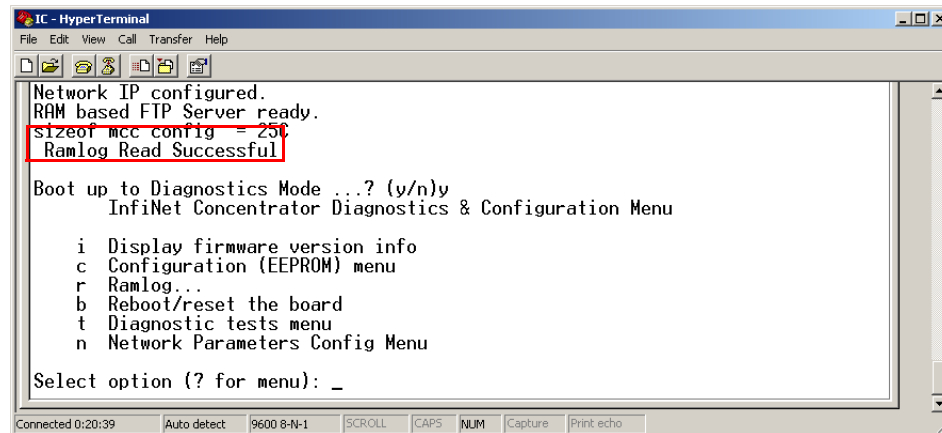 IC - HyperTerminal
File Edit View Call Transfer Help
Network IP configured.
RAM based FTP Server ready.
sizeof mcc config = 250
Ramlog Read Successful
Boot up to Diagnostics Mode ...? (y/n)y
InfiNet Concentrator Diagnostics & Configuration Menu
i Display firmware version info
c Configuration (EEPROM) menu
r Ramlog...
b Reboot/reset the board
t Diagnostic tests menu
n Network Parameters Config Menu
Select option (? for menu): _
Connected 0:20:39 Auto detect 9600 8-N-1 SCROLL CAPS NUM Capture Print echo